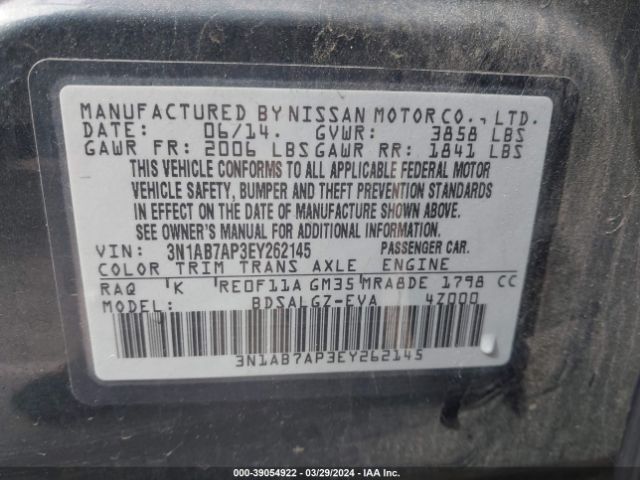 MANUFACTURED BY NISSAN MOTOR CO., LTD.
DATE: 06/14. GVWR: 3858 LBS
GAWR FR: 2006 LBS GAWR RR: 1841 LBS
THIS VEHICLE CONFORMS TO ALL APPLICABLE FEDERAL MOTOR
VEHICLE SAFETY, BUMPER AND THEFT PREVENTION STANDARDS
IN EFFECT ON THE DATE OF MANUFACTURE SHOWN ABOVE.
SEE OWNER'S MANUAL FOR ADDITIONAL INFORMATION.
VIN: 3N1AB7AP3EY262145 PASSENGER CAR.
COLOR TRIM TRANS AXLE ENGINE
RAQ K RE0F11A GM35 MRA8DE 1798 CC
MODEL: BDSALGZ-EVA 4Z000
3N1AB7AP3EY262145
000-39054922 — 03/29/2024 — IAA Inc.